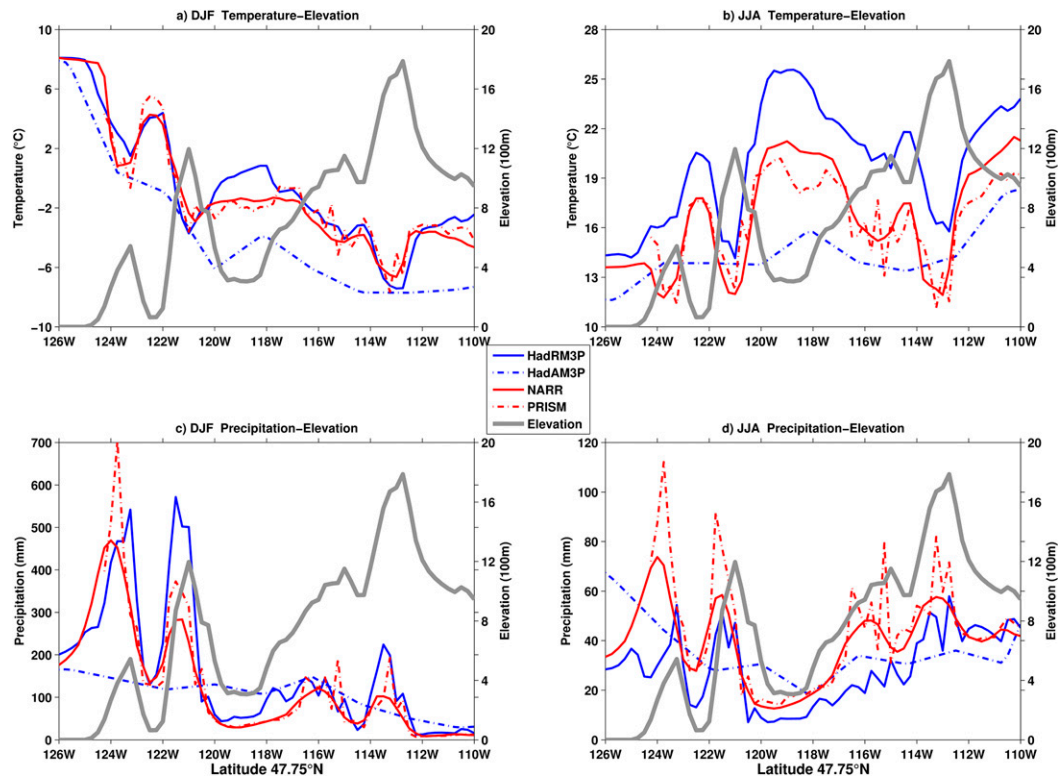 a) DJF Temperature−Elevation
10
6
2
−2
−6
−10
Temperature (°C)
20
16
12
8
4
0
Elevation (100m)
126W 124W 122W 120W 118W 116W 114W 112W 110W
b) JJA Temperature−Elevation
28
25
22
19
16
13
10
Temperature (°C)
20
16
12
8
4
0
Elevation (100m)
126W 124W 122W 120W 118W 116W 114W 112W 110W
HadRM3P
HadAM3P
NARR
PRISM
Elevation
c) DJF Precipitation−Elevation
700
600
500
400
300
200
100
0
Precipitation (mm)
20
16
12
8
4
0
Elevation (100m)
126W 124W 122W 120W 118W 116W 114W 112W 110W
Latitude 47.75°N
d) JJA Precipitation−Elevation
120
100
80
60
40
20
0
Precipitation (mm)
20
16
12
8
4
0
Elevation (100m)
126W 124W 122W 120W 118W 116W 114W 112W 110W
Latitude 47.75°N